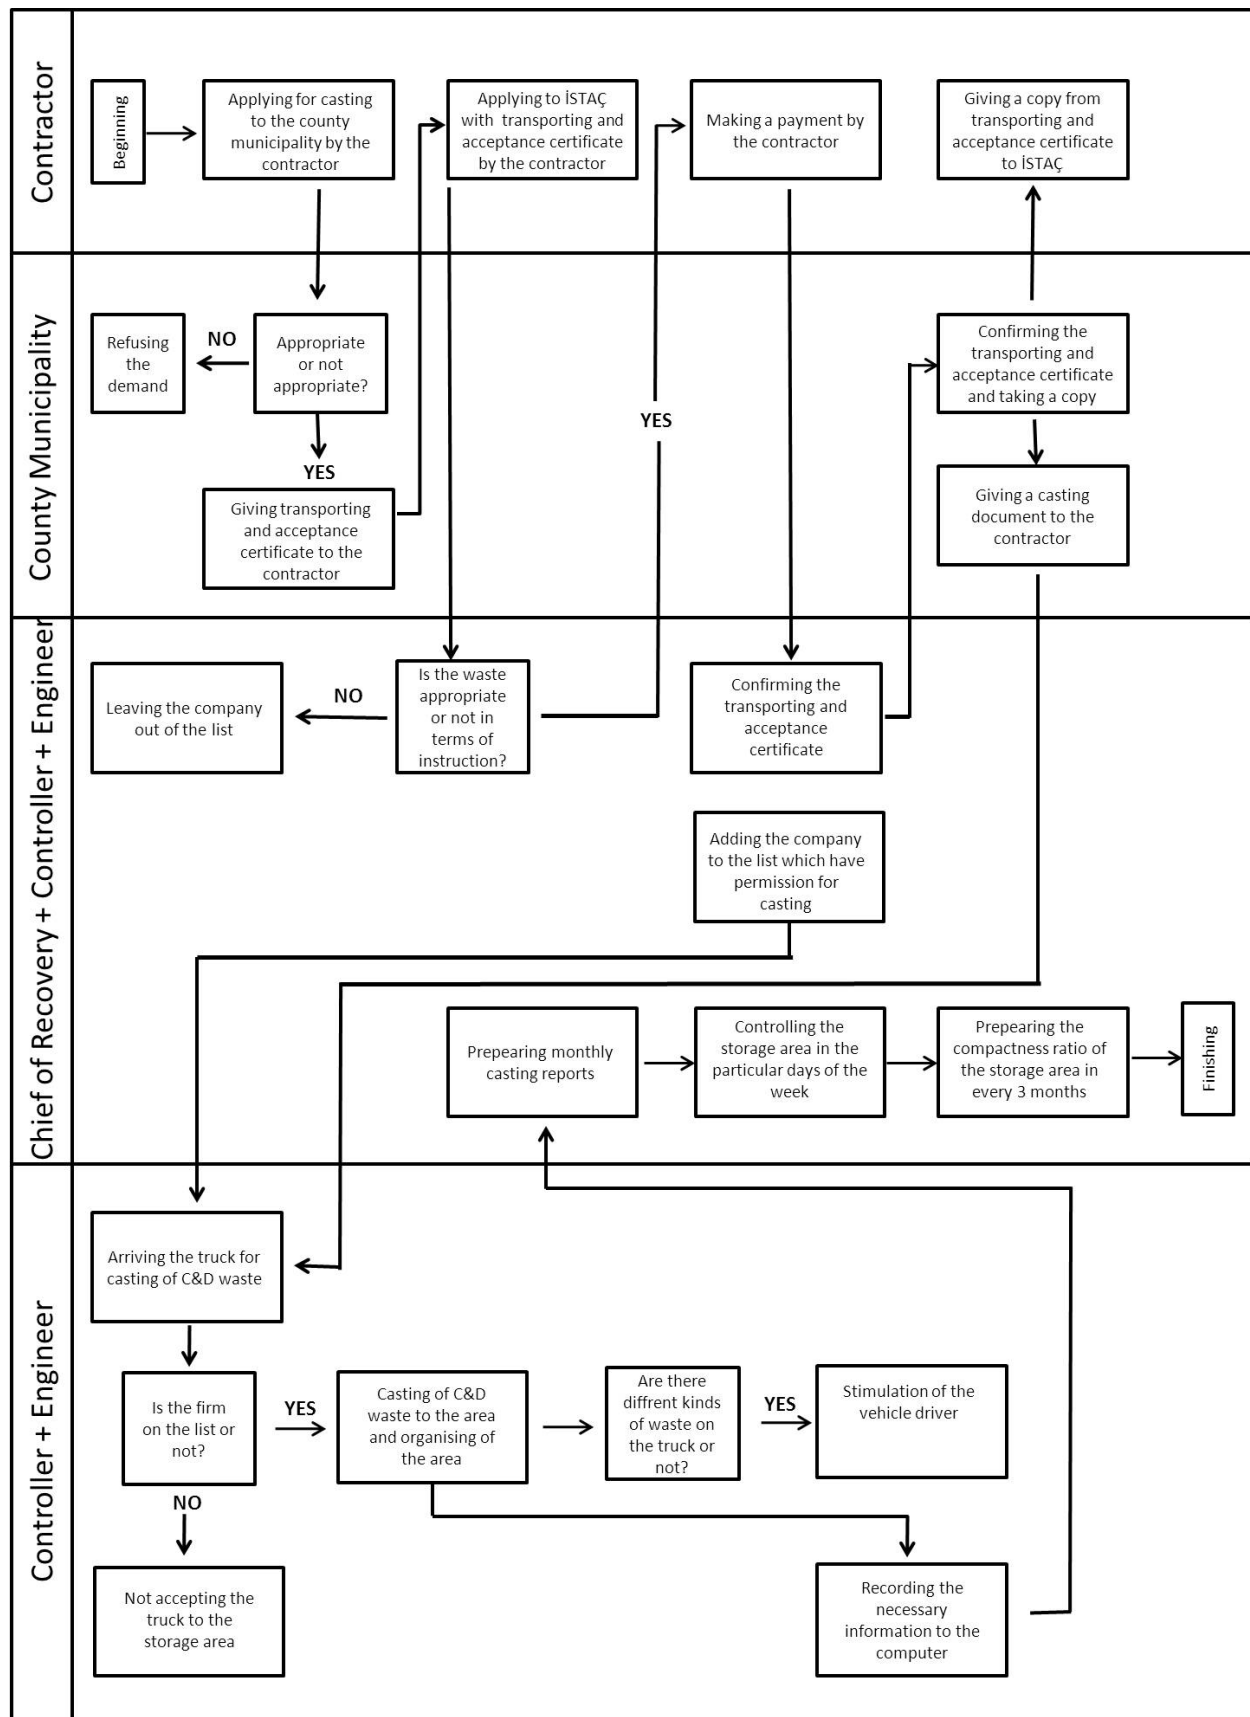 Contractor
Beginning
Applying for casting
to the county
municipality by the
contractor
Applying to İSTAÇ
with transporting and
acceptance certificate
by the contractor
Making a payment by
the contractor
Giving a copy from
transporting and
acceptance certificate
to İSTAÇ
County Municipality
Refusing
the
demand
NO
Appropriate
or not
appropriate?
YES
Giving transporting
and acceptance
certificate to the
contractor
YES
Confirming the
transporting and
acceptance certificate
and taking a copy
Giving a casting
document to the
contractor
Chief of Recovery + Controller + Engineer
Leaving the company
out of the list
NO
Is the waste
appropriate
or not in
terms of
instruction?
Confirming the
transporting and
acceptance
certificate
Adding the company
to the list which have
permission for
casting
Prepearing monthly
casting reports
Controlling the
storage area in the
particular days of the
week
Prepearing the
compactness ratio of
the storage area in
every 3 months
Finishing
Controller + Engineer
Arriving the truck for
casting of C&D waste
Is the firm
on the list or
not?
YES
Casting of C&D
waste to the area
and organising of
the area
Are there
diffrent kinds
of waste on
the truck or
not?
YES
Stimulation of the
vehicle driver
NO
Not accepting the
truck to the
storage area
Recording the
necessary
information to the
computer